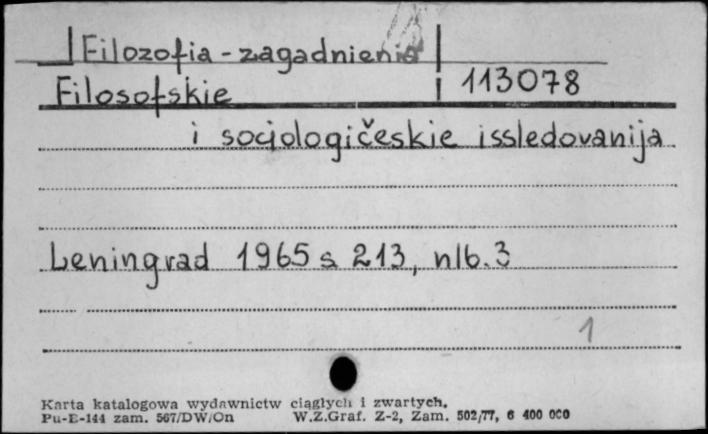 Filozofia - zagadnienia
Filosofskie 113078
i socjologičeskie issledovanija
Leningrad 1965 s 213, nlb. 3
1
Karta katalogowa wydawnictw ciągłych i zwartych.
Pu-E-144 zam. 567/DW/On W.Z.Graf. Z-2, Zam. 502/77, 6 400 000